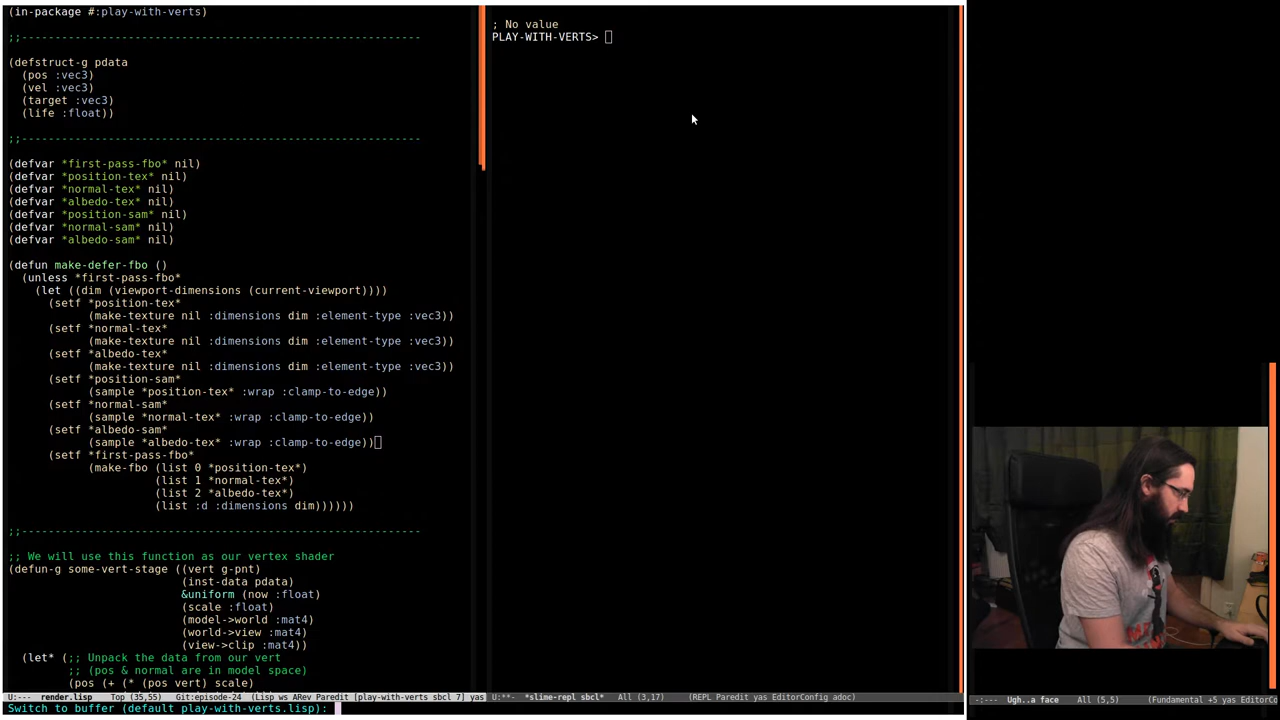 (in-package #:play-with-verts)
;;------------------------------------------------------------
(defstruct-g pdata
(pos :vec3)
(vel :vec3)
(target :vec3)
(life :float))
;;------------------------------------------------------------
(defvar *first-pass-fbo* nil)
(defvar *position-tex* nil)
(defvar *normal-tex* nil)
(defvar *albedo-tex* nil)
(defvar *position-sam* nil)
(defvar *normal-sam* nil)
(defvar *albedo-sam* nil)
(defun make-defer-fbo ()
(unless *first-pass-fbo*
(let ((dim (viewport-dimensions (current-viewport))))
(setf *position-tex*
(make-texture nil :dimensions dim :element-type :vec3))
(setf *normal-tex*
(make-texture nil :dimensions dim :element-type :vec3))
(setf *albedo-tex*
(make-texture nil :dimensions dim :element-type :vec3))
(setf *position-sam*
(sample *position-tex* :wrap :clamp-to-edge))
(setf *normal-sam*
(sample *normal-tex* :wrap :clamp-to-edge))
(setf *albedo-sam*
(sample *albedo-tex* :wrap :clamp-to-edge))
(setf *first-pass-fbo*
(make-fbo (list 0 *position-tex*)
(list 1 *normal-tex*)
(list 2 *albedo-tex*)
(list :d :dimensions dim))))))
;;------------------------------------------------------------
;; We will use this function as our vertex shader
(defun-g some-vert-stage ((vert g-pnt)
(inst-data pdata)
&uniform (now :float)
(scale :float)
(model->world :mat4)
(world->view :mat4)
(view->clip :mat4))
(let* (;; Unpack the data from our vert
;; (pos & normal are in model space)
(pos (+ (* (pos vert) scale)
U:--- render.lisp Top (35,55) Git:episode-24 (Lisp ws ARev Paredit [play-with-verts sbcl 7] yas
Switch to buffer (default play-with-verts.lisp):
; No value
PLAY-WITH-VERTS>
U:**- *slime-repl sbcl* All (3,17) (REPL Paredit yas EditorConfig adoc)
-:--- Ugh..a face All (5,5) (Fundamental +5 yas EditorCo